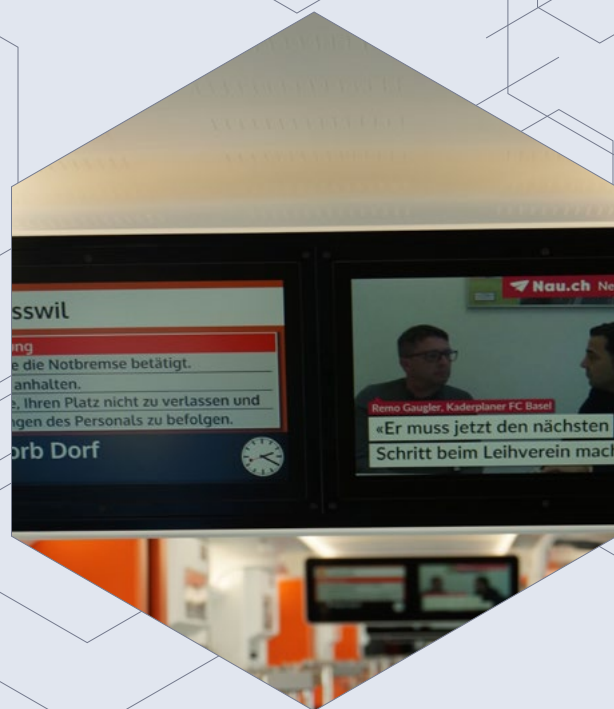 sswil
ng
e die Notbremse betätigt.
anhalten.
e, Ihren Platz nicht zu verlassen und
ngen des Personals zu befolgen.
orb Dorf
Nau.ch Ne
Remo Gaugler, Kaderplaner FC Basel
«Er muss jetzt den nächsten
Schritt beim Leihverein mach